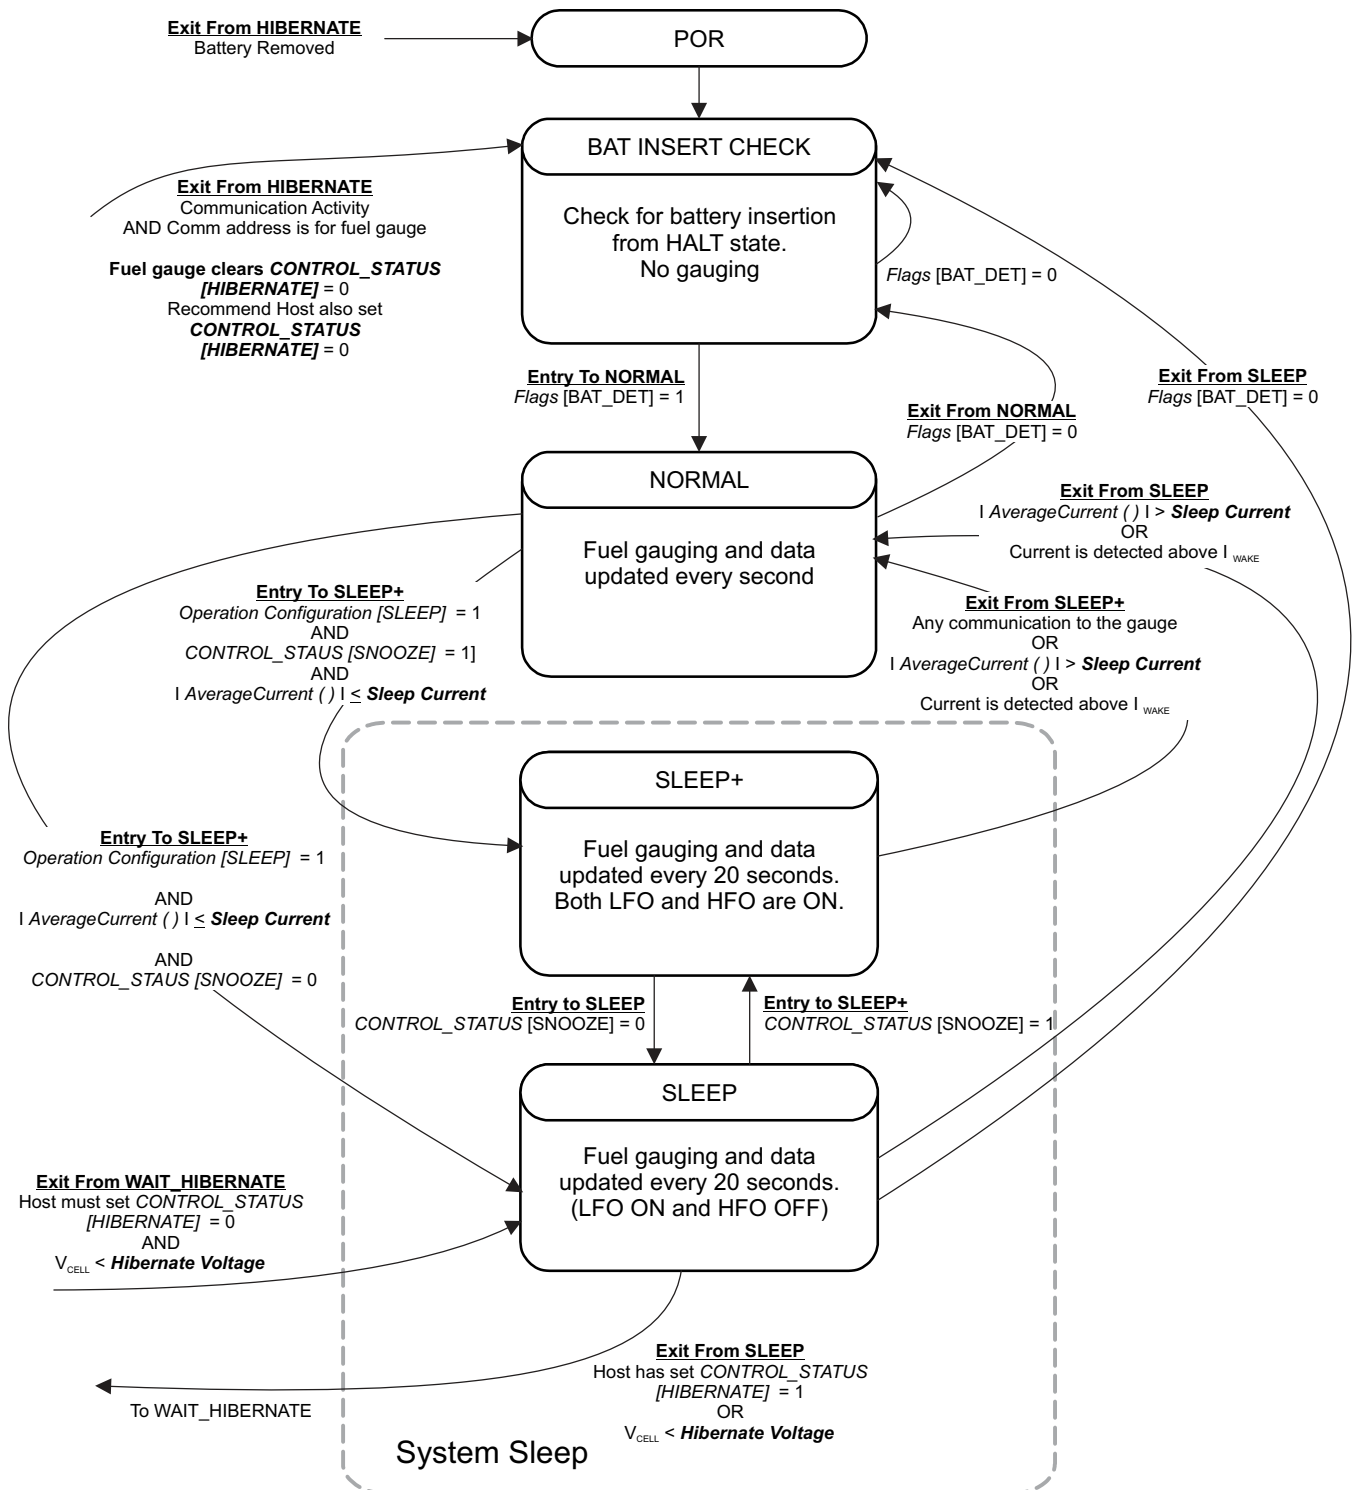 Exit From HIBERNATE
Battery Removed
POR
BAT INSERT CHECK
Check for battery insertion
from HALT state.
No gauging
Exit From HIBERNATE
Communication Activity
AND Comm address is for fuel gauge
Fuel gauge clears CONTROL_STATUS
[HIBERNATE] = 0
Recommend Host also set
CONTROL_STATUS
[HIBERNATE] = 0
Flags [BAT_DET] = 0
Entry To NORMAL
Flags [BAT_DET] = 1
Exit From NORMAL
Flags [BAT_DET] = 0
Exit From SLEEP
Flags [BAT_DET] = 0
NORMAL
Fuel gauging and data
updated every second
Exit From SLEEP
I AverageCurrent ( ) I > Sleep Current
OR
Current is detected above I WAKE
Entry To SLEEP+
Operation Configuration [SLEEP] = 1
AND
CONTROL_STAUS [SNOOZE] = 1]
AND
I AverageCurrent ( ) I ≤ Sleep Current
Exit From SLEEP+
Any communication to the gauge
OR
I AverageCurrent ( ) I > Sleep Current
OR
Current is detected above I WAKE
SLEEP+
Fuel gauging and data
updated every 20 seconds.
Both LFO and HFO are ON.
Entry To SLEEP+
Operation Configuration [SLEEP] = 1
AND
I AverageCurrent ( ) I ≤ Sleep Current
AND
CONTROL_STAUS [SNOOZE] = 0
Entry to SLEEP
CONTROL_STATUS [SNOOZE] = 0
Entry to SLEEP+
CONTROL_STATUS [SNOOZE] = 1
SLEEP
Fuel gauging and data
updated every 20 seconds.
(LFO ON and HFO OFF)
Exit From WAIT_HIBERNATE
Host must set CONTROL_STATUS
[HIBERNATE] = 0
AND
VCELL < Hibernate Voltage
Exit From SLEEP
Host has set CONTROL_STATUS
[HIBERNATE] = 1
OR
VCELL < Hibernate Voltage
To WAIT_HIBERNATE
System Sleep